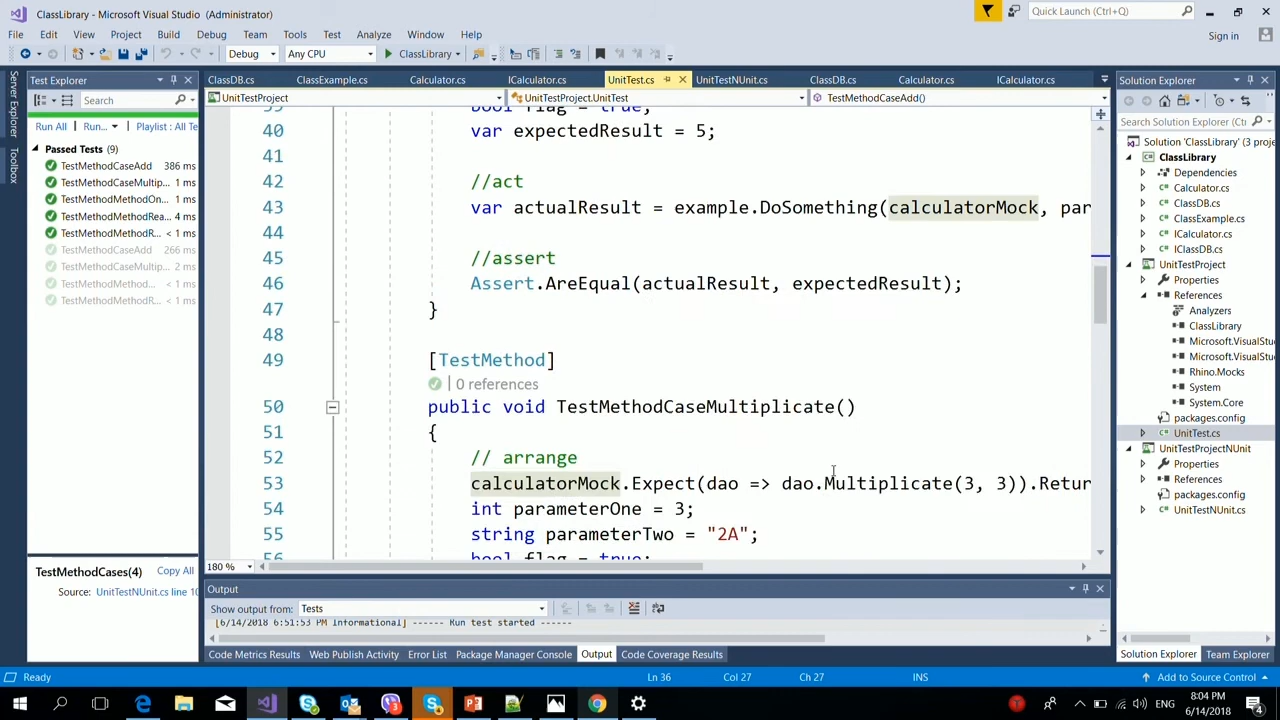 ClassLibrary - Microsoft Visual Studio (Administrator)
Quick Launch (Ctrl+Q)
File Edit View Project Build Debug Team Tools Test Analyze Window Help
Sign in
Debug Any CPU ClassLibrary
Server Explorer
Toolbox
Test Explorer
Search
Run All Run... Playlist : All Te
Passed Tests (9)
TestMethodCaseAdd 386 ms
TestMethodCaseMultip... 1 ms
TestMethodMethodOn... 1 ms
TestMethodMethodRea... 4 ms
TestMethodMethodR... < 1 ms
TestMethodCaseAdd 266 ms
TestMethodCaseMultip... 2 ms
TestMethodMethod... < 1 ms
TestMethodMethodR... < 1 ms
TestMethodCases(4) Copy All
Source: UnitTestNUnit.cs line 10
ClassDB.cs ClassExample.cs Calculator.cs ICalculator.cs UnitTest.cs UnitTestNUnit.cs ClassDB.cs Calculator.cs ICalculator.cs
UnitTestProject UnitTestProject.UnitTest TestMethodCaseAdd()
39 bool flag = true;
40 var expectedResult = 5;
41
42 //act
43 var actualResult = example.DoSomething(calculatorMock, par
44
45 //assert
46 Assert.AreEqual(actualResult, expectedResult);
47 }
48
49 [TestMethod]
0 references
50 public void TestMethodCaseMultiplicate()
51 {
52 // arrange
53 calculatorMock.Expect(dao => dao.Multiplicate(3, 3)).Retur
54 int parameterOne = 3;
55 string parameterTwo = "2A";
56 bool flag = true;
180 %
Output
Show output from: Tests
[6/14/2018 6:51:53 PM Informational] ------ Run test started ------
Code Metrics Results Web Publish Activity Error List Package Manager Console Output Code Coverage Results
Solution Explorer
Search Solution Explorer (Ctrl
Solution 'ClassLibrary' (3 proje
ClassLibrary
Dependencies
Calculator.cs
ClassDB.cs
ClassExample.cs
ICalculator.cs
IClassDB.cs
UnitTestProject
Properties
References
Analyzers
ClassLibrary
Microsoft.VisualStu
Microsoft.VisualStu
Rhino.Mocks
System
System.Core
packages.config
UnitTest.cs
UnitTestProjectNUnit
Properties
References
packages.config
UnitTestNUnit.cs
Solution Explorer Team Explorer
Ready Ln 36 Col 27 Ch 27 INS Add to Source Control
ENG 8:04 PM
6/14/2018
4